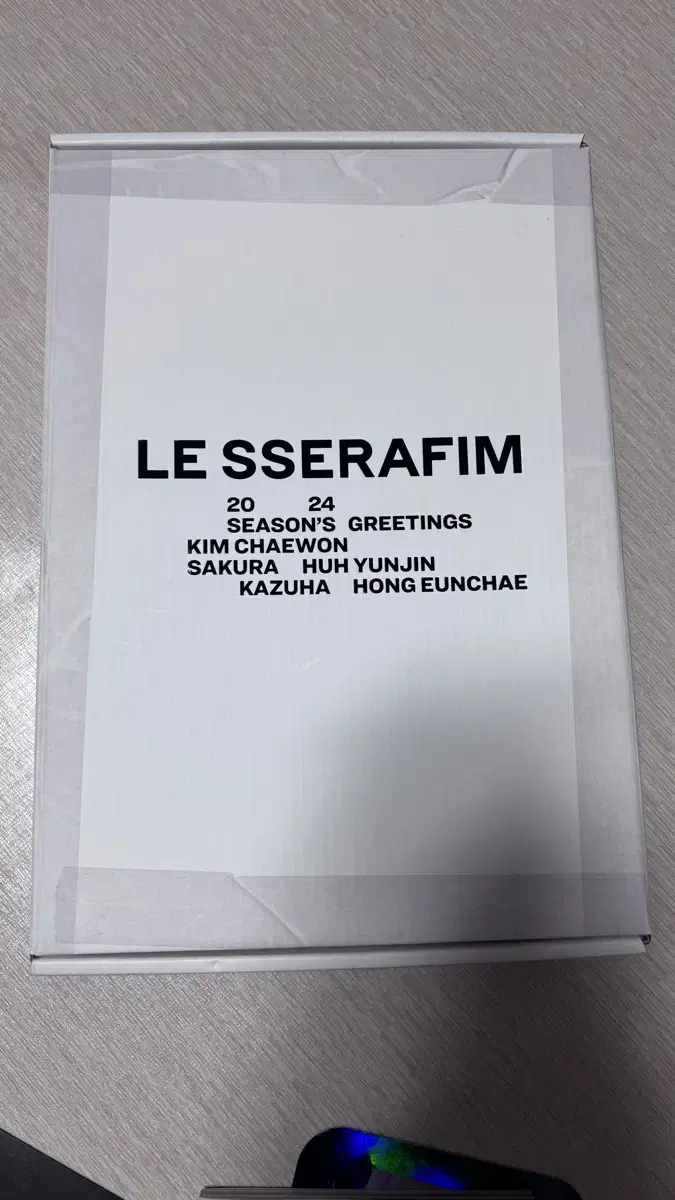 LE SSERAFIM
20 24
SEASON'S GREETINGS
KIM CHAEWON
SAKURA HUH YUNJIN
KAZUHA HONG EUNCHAE